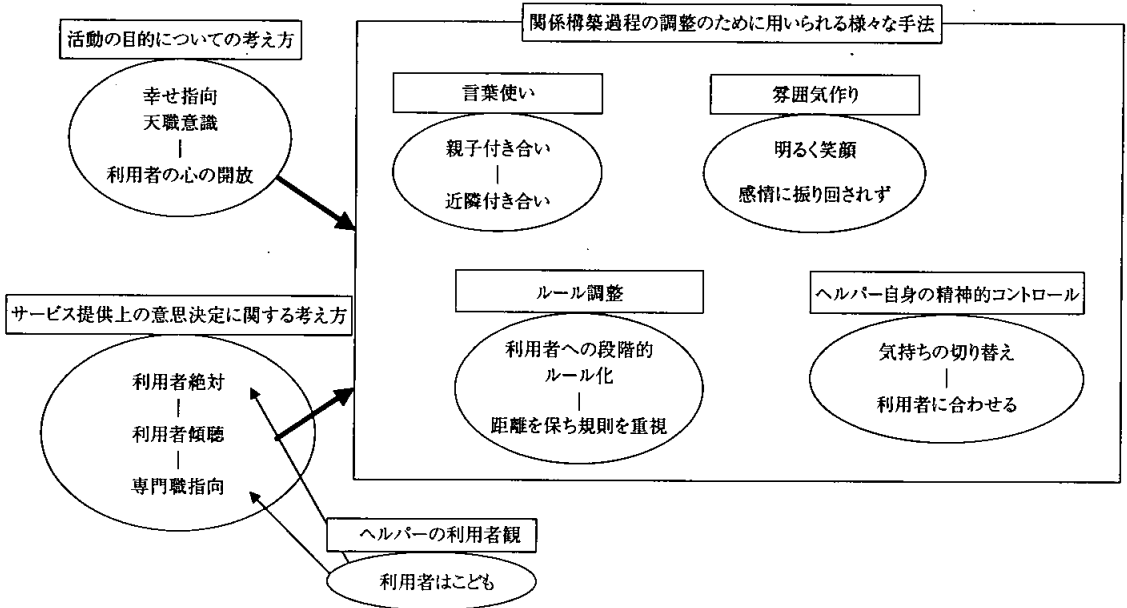 関係構築過程の調整のために用いられる様々な手法
活動の目的についての考え方
幸せ指向
天職意識
利用者の心の開放
言葉使い
親子付き合い
近隣付き合い
雰囲気作り
明るく笑顔
感情に振り回されず
サービス提供上の意思決定に関する考え方
利用者絶対
利用者傾聴
専門職指向
ルール調整
利用者への段階的
ルール化
距離を保ち規則を重視
ヘルパー自身の精神的コントロール
気持ちの切り替え
利用者に合わせる
ヘルパーの利用者観
利用者はこども